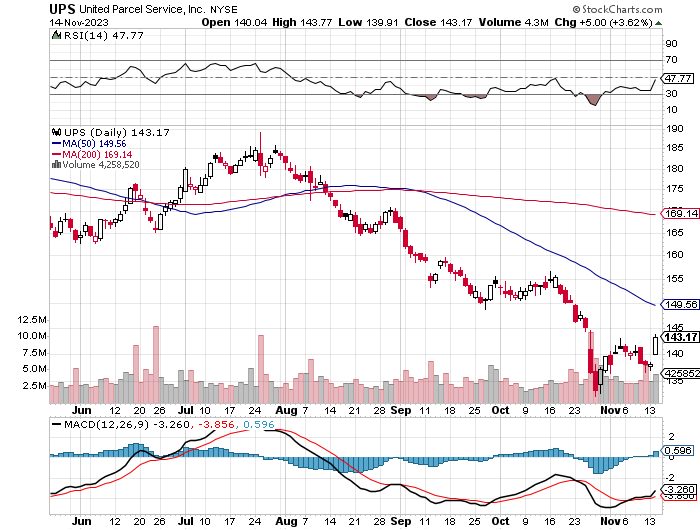 UPS United Parcel Service, Inc. NYSE
© StockCharts.com
14-Nov-2023
Open 140.04 High 143.77 Low 139.91 Close 143.17 Volume 4.3M Chg +5.00 (+3.62%)
RSI(14) 47.77
90
70
50
47.77
30
10
UPS (Daily) 143.17
MA(50) 149.56
MA(200) 169.14
Volume 4,258,520
185
180
175
169.14
165
160
155
149.56
145
143.17
140
135
12.5M
10.0M
7.5M
5.0M
2.5M
Jun 12 20 26 Jul 10 17 24 Aug 7 14 21 28 Sep 11 18 25 Oct 9 16 23 Nov 6 13
MACD(12,26,9) -3.260, -3.856, 0.596
2
0.596
0
-2
-3.260
Jun 12 20 26 Jul 10 17 24 Aug 7 14 21 28 Sep 11 18 25 Oct 9 16 23 Nov 6 13